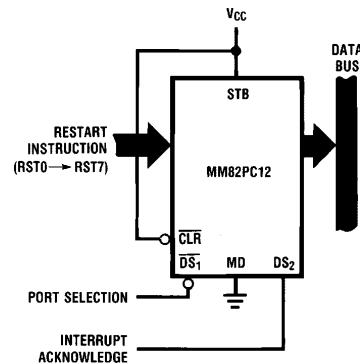 VCC
DATA
BUS
STB
RESTART
INSTRUCTION
(RST0 → RST7)
MM82PC12
CLR
DS1
MD
DS2
PORT SELECTION
INTERRUPT
ACKNOWLEDGE